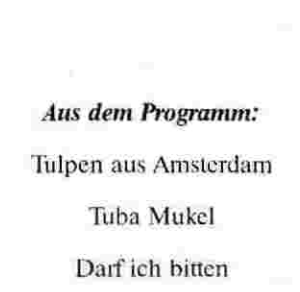 Aus dem Programm:
Tulpen aus Amsterdam
Tuba Mukel
Darf ich bitten